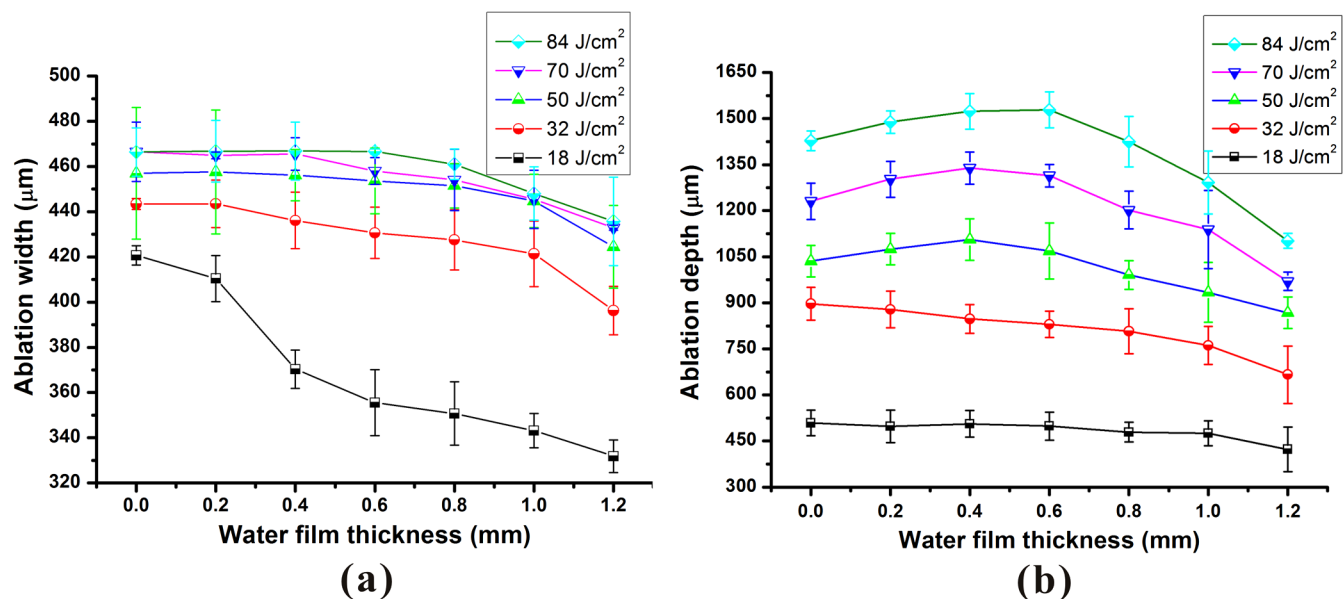 84 J/cm²
70 J/cm²
50 J/cm²
32 J/cm²
18 J/cm²
500
480
460
440
420
400
380
360
340
320
Ablation width (μm)
0.0 0.2 0.4 0.6 0.8 1.0 1.2
Water film thickness (mm)
(a)
84 J/cm²
70 J/cm²
50 J/cm²
32 J/cm²
18 J/cm²
1650
1500
1350
1200
1050
900
750
600
450
300
Ablation depth (μm)
0.0 0.2 0.4 0.6 0.8 1.0 1.2
Water film thickness (mm)
(b)